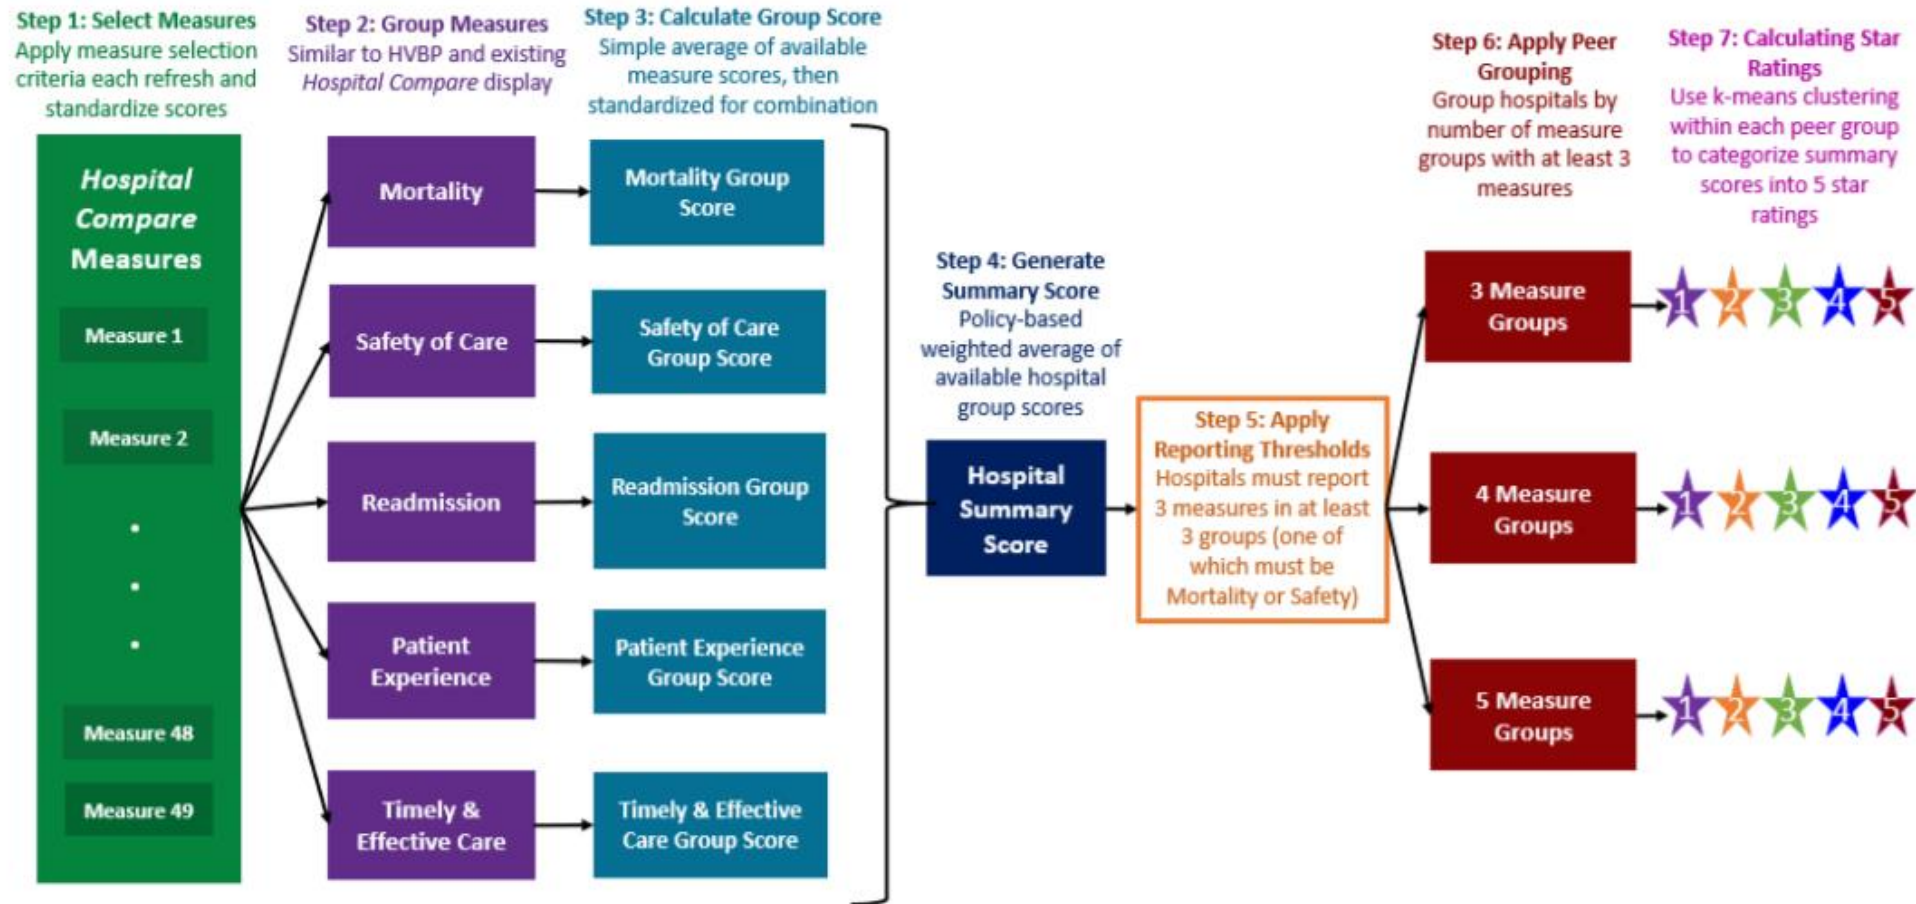 Step 1: Select Measures
Apply measure selection
criteria each refresh and
standardize scores
Hospital
Compare
Measures
Measure 1
Measure 2
Measure 48
Measure 49
Step 2: Group Measures
Similar to HVBP and existing
Hospital Compare display
Mortality
Safety of Care
Readmission
Patient
Experience
Timely &
Effective Care
Step 3: Calculate Group Score
Simple average of available
measure scores, then
standardized for combination
Mortality Group
Score
Safety of Care
Group Score
Readmission Group
Score
Patient Experience
Group Score
Timely & Effective
Care Group Score
Step 4: Generate
Summary Score
Policy-based
weighted average of
available hospital
group scores
Hospital
Summary
Score
Step 5: Apply
Reporting Thresholds
Hospitals must report
3 measures in at least
3 groups (one of
which must be
Mortality or Safety)
Step 6: Apply Peer
Grouping
Group hospitals by
number of measure
groups with at least 3
measures
3 Measure
Groups
4 Measure
Groups
5 Measure
Groups
Step 7: Calculating Star
Ratings
Use k-means clustering
within each peer group
to categorize summary
scores into 5 star
ratings
1 2 3 4 5
1 2 3 4 5
1 2 3 4 5